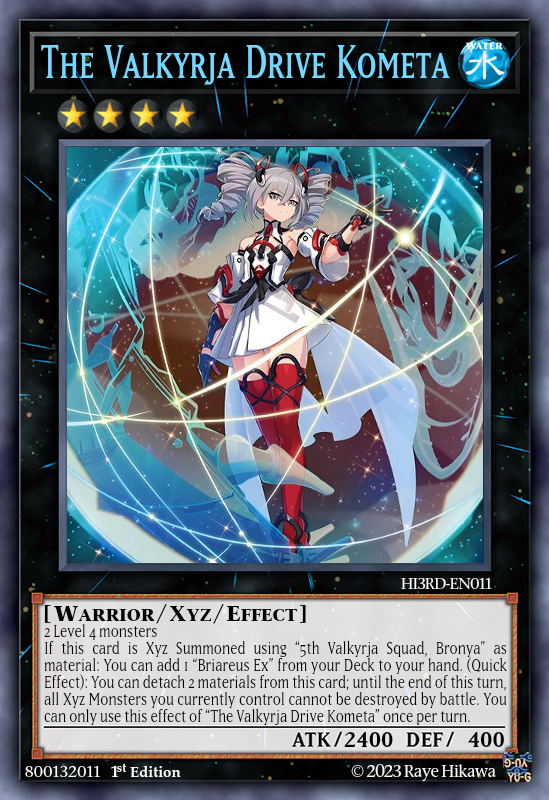 The Valkyrja Drive Kometa
WATER
水
HI3RD-EN011
[Warrior/Xyz/Effect]
2 Level 4 monsters
If this card is Xyz Summoned using “5th Valkyrja Squad, Bronya” as
material: You can add 1 “Briareus Ex” from your Deck to your hand. (Quick
Effect): You can detach 2 materials from this card; until the end of this turn,
all Xyz Monsters you currently control cannot be destroyed by battle. You
can only use this effect of “The Valkyrja Drive Kometa” once per turn.
ATK/2400 DEF/ 400
800132011 1st Edition © 2023 Raye Hikawa
YU-G